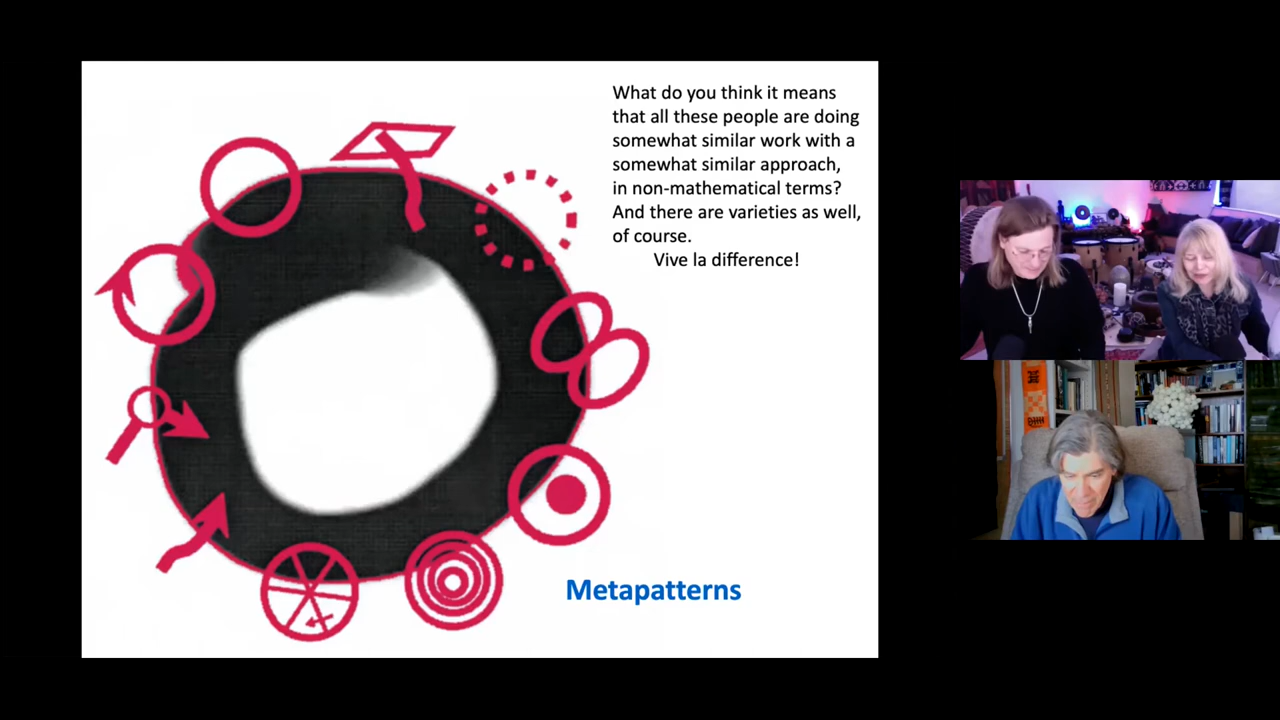 What do you think it means
that all these people are doing
somewhat similar work with a
somewhat similar approach,
in non-mathematical terms?
And there are varieties as well,
of course.
Vive la difference!
Metapatterns